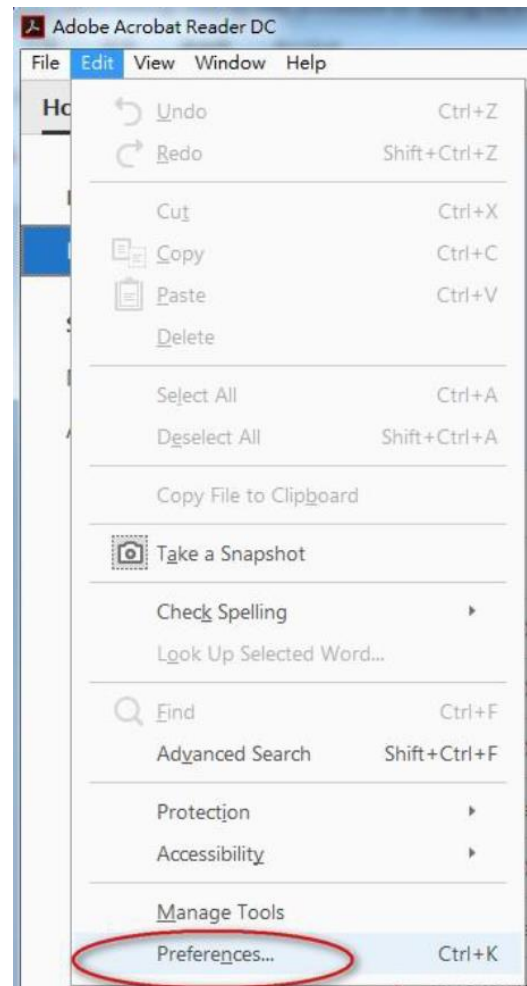 Adobe Acrobat Reader DC
File Edit View Window Help
Ho
Undo Ctrl+Z
Redo Shift+Ctrl+Z
Cut Ctrl+X
Copy Ctrl+C
Paste Ctrl+V
Delete
Select All Ctrl+A
Deselect All Shift+Ctrl+A
Copy File to Clipboard
Take a Snapshot
Check Spelling
Look Up Selected Word...
Find Ctrl+F
Advanced Search Shift+Ctrl+F
Protection
Accessibility
Manage Tools
Preferences... Ctrl+K